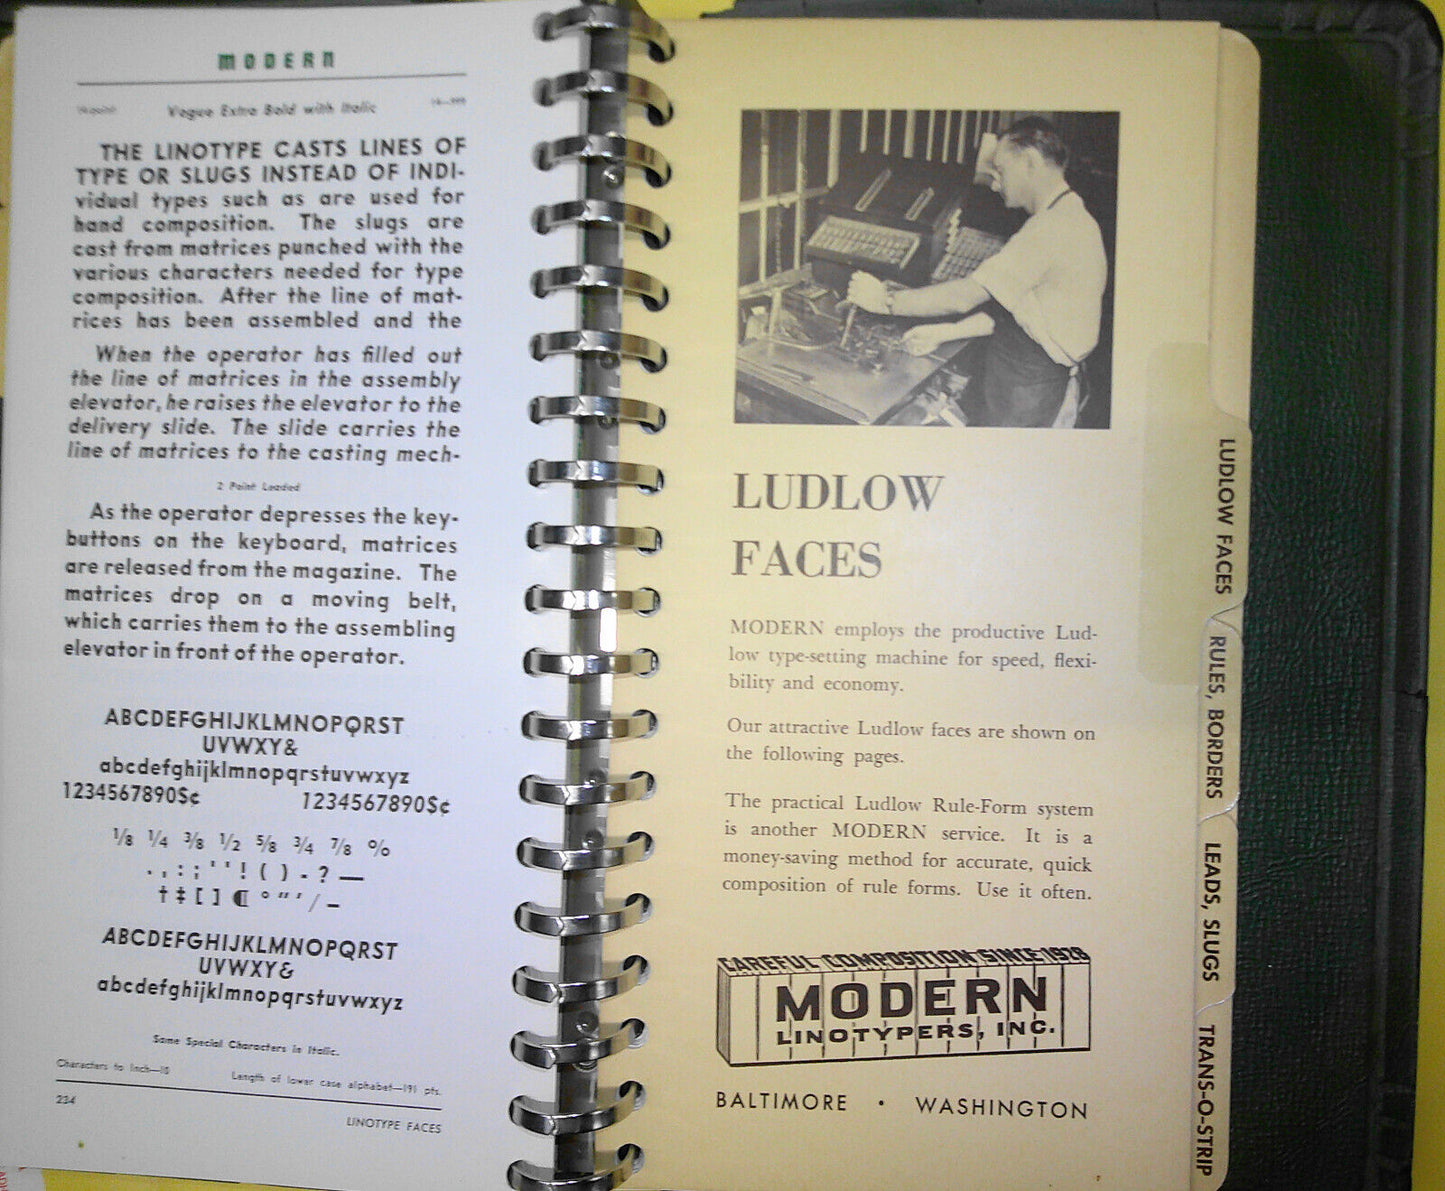 MODERN
Vogue Extra Bold with Italic
THE LINOTYPE CASTS LINES OF
TYPE OR SLUGS INSTEAD OF INDI-
vidual types such as are used for
hand composition. The slugs are
cast from matrices punched with the
various characters needed for type
composition. After the line of mat-
rices has been assembled and the
When the operator has filled out
the line of matrices in the assembly
elevator, he raises the elevator to the
delivery slide. The slide carries the
line of matrices to the casting mech-
2 Point Leaded
As the operator depresses the key-
buttons on the keyboard, matrices
are released from the magazine. The
matrices drop on a moving belt,
which carries them to the assembling
elevator in front of the operator.
ABCDEFGHIJKLMNOPQRST
UVWXY&
abcdefghijklmnopqrstuvwxyz
1234567890$¢ 1234567890$¢
⅛ ¼ ⅜ ½ ⅝ ¾ ⅞ %
. , : ; ' ' ! ( ) - ? —
† ‡ [ ] ¶ ° " ' / –
ABCDEFGHIJKLMNOPQRST
UVWXY&
abcdefghijklmnopqrstuvwxyz
Same Special Characters in Italic.
Characters to Inch—10 Length of lower case alphabet—191 pts.
234
LINOTYPE FACES
LUDLOW
FACES
MODERN employs the productive Lud-
low type-setting machine for speed, flexi-
bility and economy.
Our attractive Ludlow faces are shown on
the following pages.
The practical Ludlow Rule-Form system
is another MODERN service. It is a
money-saving method for accurate, quick
composition of rule forms. Use it often.
CAREFUL COMPOSITION SINCE 1928
MODERN
LINOTYPERS, INC.
BALTIMORE • WASHINGTON
LUDLOW FACES
RULES, BORDERS
LEADS, SLUGS
TRANS-O-STRIP